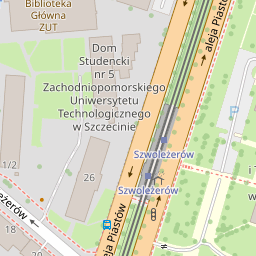 Biblioteka
Główna
ZUT
aleja Piastów
Dom
Studencki
nr 5
Zachodniopomorskiego
Uniwersytetu
Technologicznego
w Szczecinie
Szwoleżerów
1/2
26
Szwoleżerów
aleja Piastów